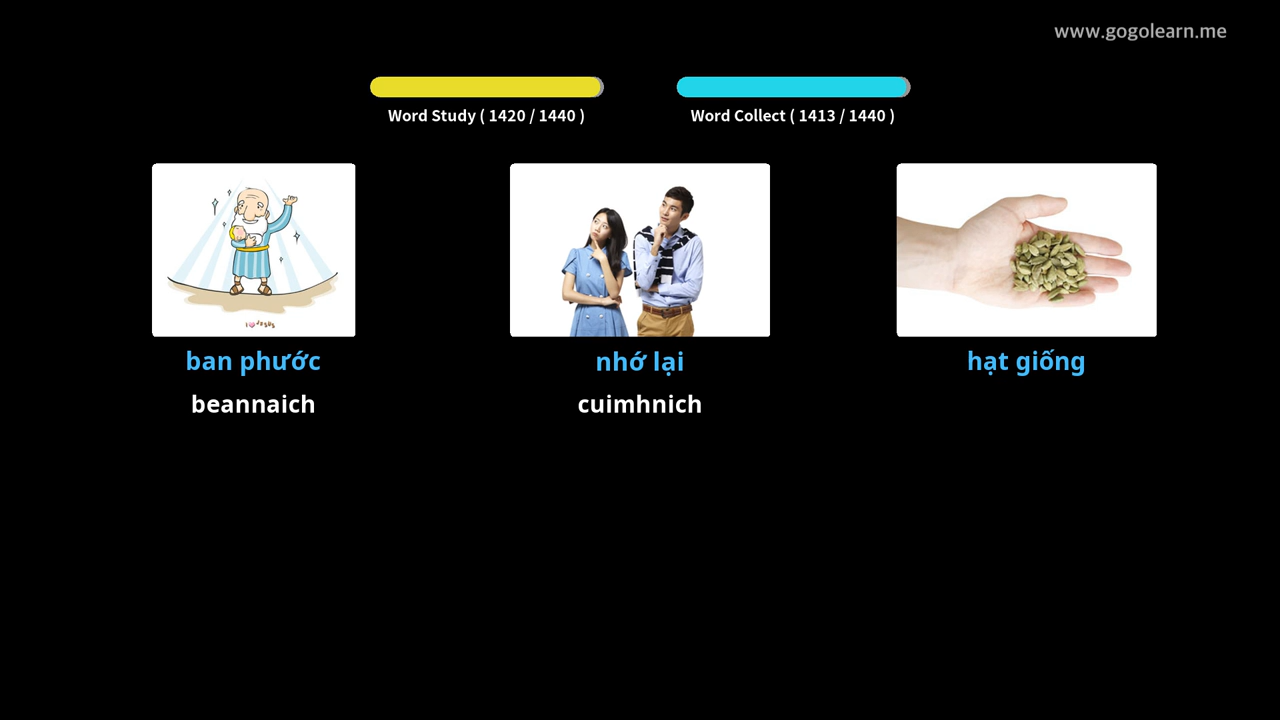 www.gogolearn.me
Word Study ( 1420 / 1440 )
Word Collect ( 1413 / 1440 )
I JESUS
ban phước
nhớ lại
hạt giống
beannaich
cuimhnich